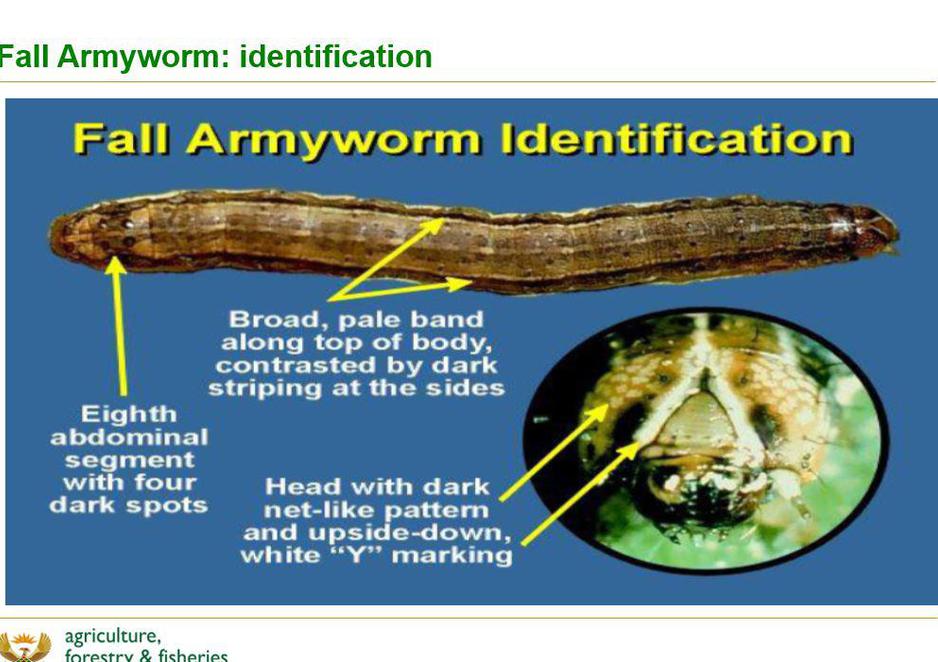 Fall Armyworm: identification
Fall Armyworm Identification
Broad, pale band
along top of body,
contrasted by dark
striping at the sides
Eighth
abdominal
segment
with four
dark spots
Head with dark
net-like pattern
and upside-down,
white “Y” marking
agriculture,
forestry & fisheries